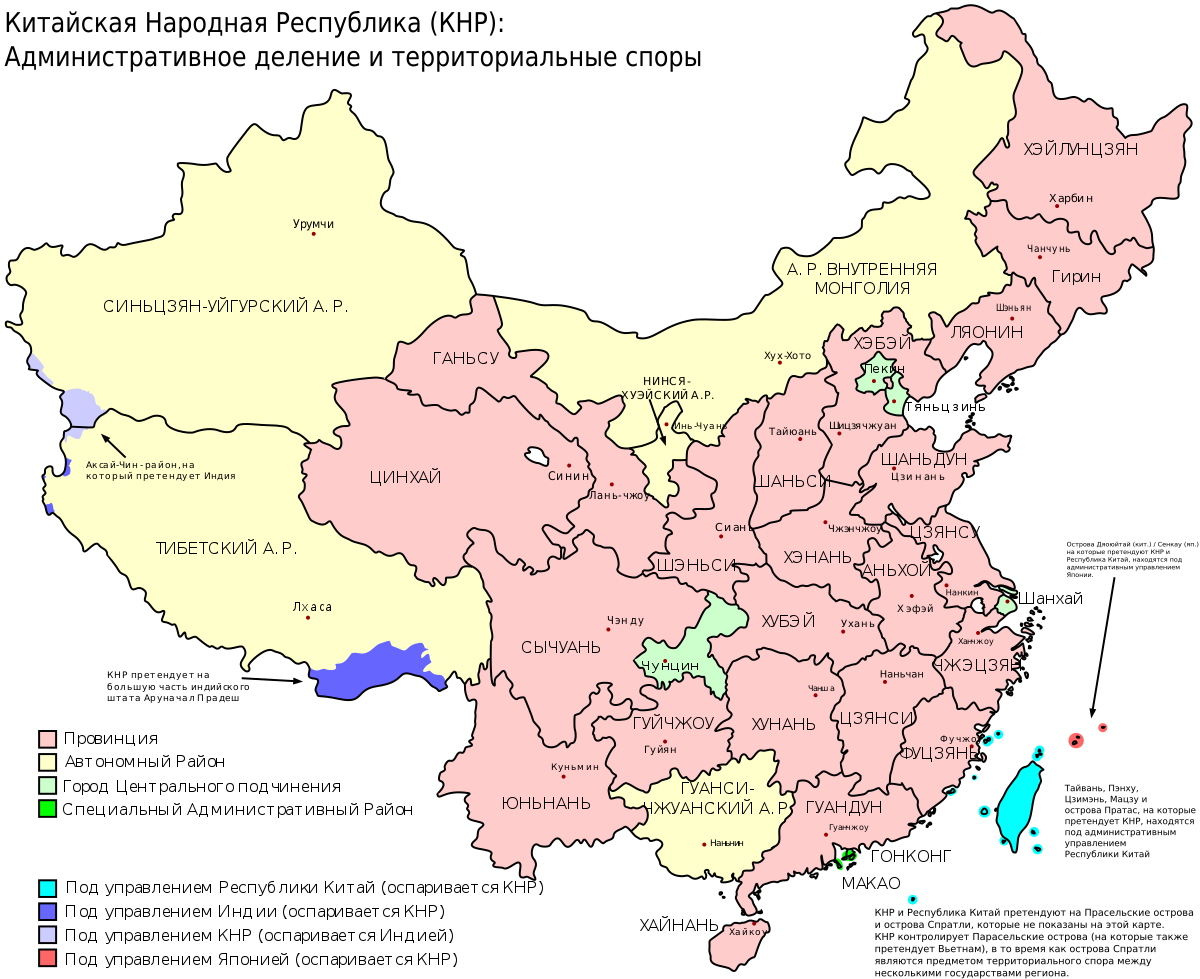 Китайская Народная Республика (КНР):
Административное деление и территориальные споры
ХЭЙЛУНЦЗЯН
Харбин
Урумчи
Чанчунь
Гирин
А. Р. ВНУТРЕННЯЯ
МОНГОЛИЯ
СИНЬЦЗЯН-УЙГУРСКИЙ А. Р.
Шэньян
ЛЯОНИН
ХЭБЭЙ
ГАНЬСУ
Хух-Хото
Пекин
НИНСЯ-
ХУЭЙСКИЙ А.Р.
Тяньцзинь
Инь-Чуань
Тайюань
Шицзячжуан
Аксай-Чин - район, на
который претендует Индия
ЦИНХАЙ
Синин
ШАНЬДУН
Цзинань
ШАНЬСИ
Лань-чжоу
Сиань
Чжэнчжоу
ЦЗЯНСУ
ТИБЕТСКИЙ А. Р.
ШЭНЬСИ
ХЭНАНЬ
АНЬХОЙ
Острова Дяоюйтай (кит.) / Сенкау (яп.)
на которые претендуют КНР и
Республика Китай, находятся под
административным управлением
Японии.
Нанкин
Шанхай
Лхаса
Хэфэй
Чэнду
ХУБЭЙ
Ухань
Ханчжоу
СЫЧУАНЬ
Чунцин
ЧЖЭЦЗЯН
КНР претендует на
большую часть индийского
штата Аруначал Прадеш
Наньчан
Чанша
ГУЙЧЖОУ
ХУНАНЬ
ЦЗЯНСИ
Гуйян
Фучжо
ФУЦЗЯНЬ
Куньмин
ЮНЬНАНЬ
ГУАНСИ-
ЧЖУАНСКИЙ А. Р.
ГУАНДУН
Гуанчжоу
Наньнин
Тайвань, Пэнху,
Цзимэнь, Мацзу и
острова Пратас, на которые
претендует КНР, находятся
под административным
управлением
Республики Китай
ГОНКОНГ
МАКАО
ХАЙНАНЬ
Хайкоу
Провинция
Автономный Район
Город Центрального подчинения
Специальный Административный Район
Под управлением Республики Китай (оспаривается КНР)
Под управлением Индии (оспаривается КНР)
Под управлением КНР (оспаривается Индией)
Под управлением Японией (оспаривается КНР)
КНР и Республика Китай претендуют на Прасельские острова
и острова Спратли, которые не показаны на этой карте.
КНР контролирует Парасельские острова (на которые также
претендует Вьетнам), в то время как острова Спратли
являются предметом территориального спора между
несколькими государствами региона.